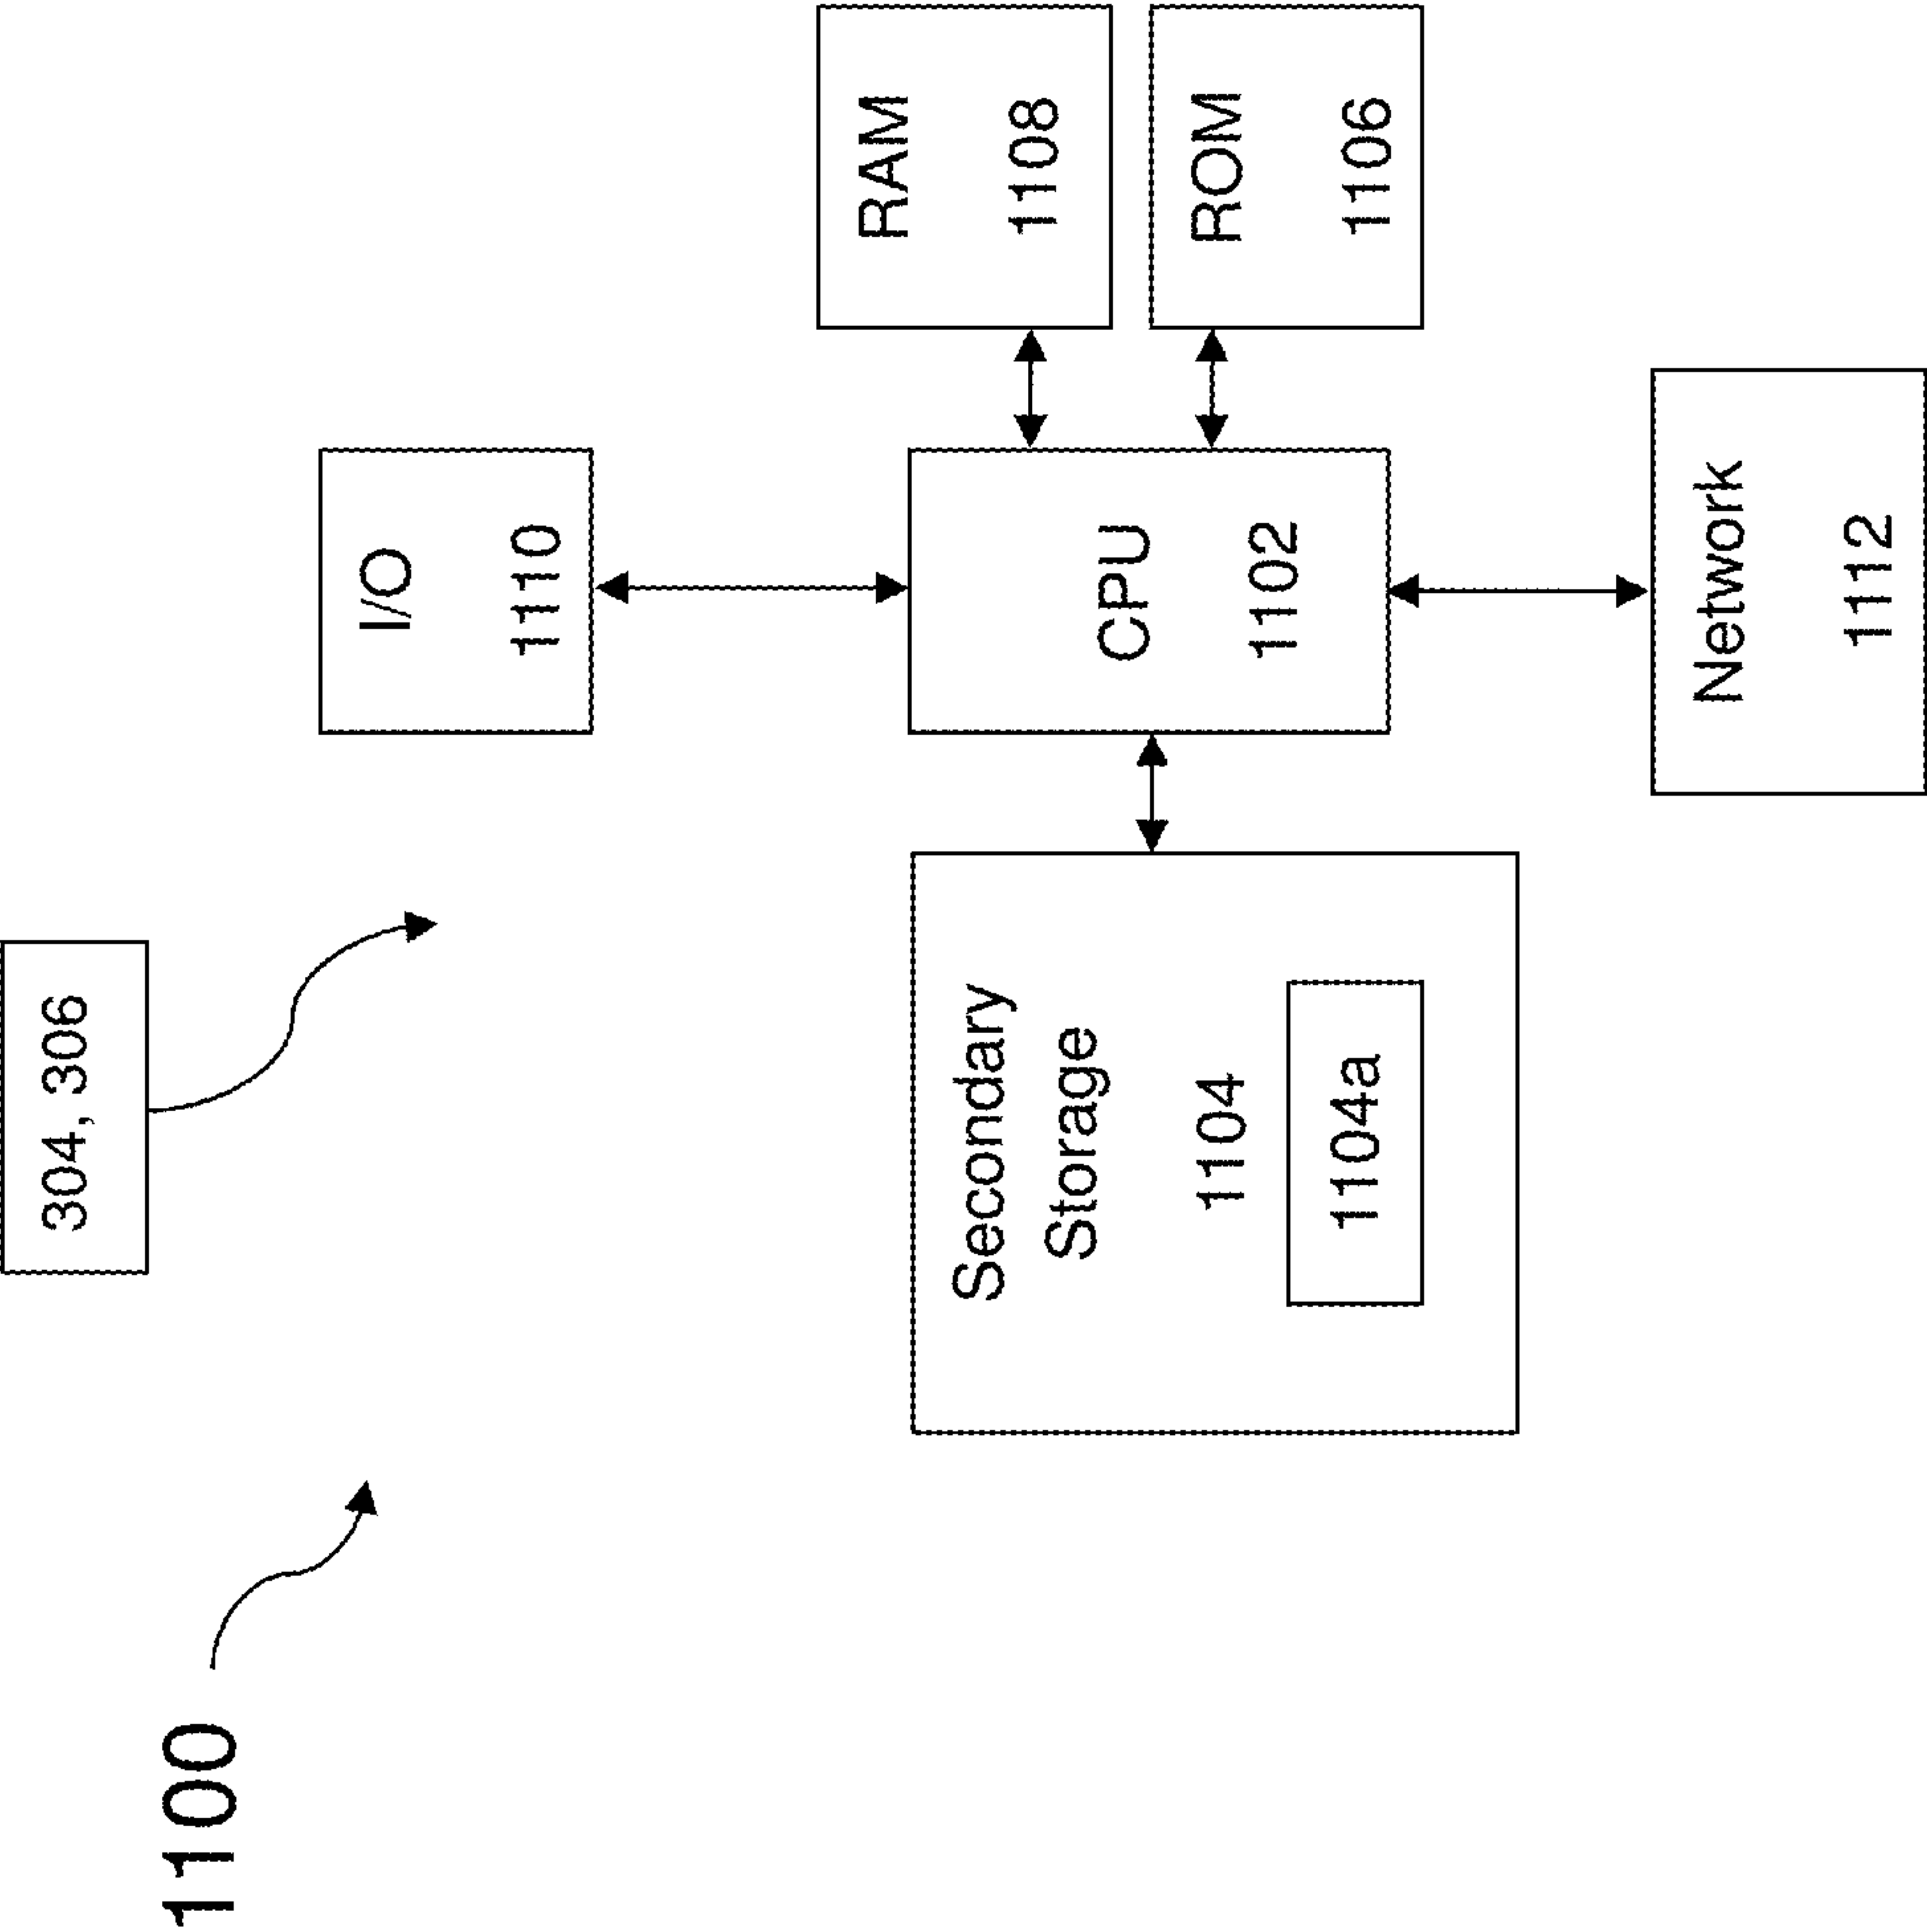 1100
304, 306
I/O
1110
Secondary
Storage
1104
1104a
CPU
1102
RAM
1108
ROM
1106
Network
1112